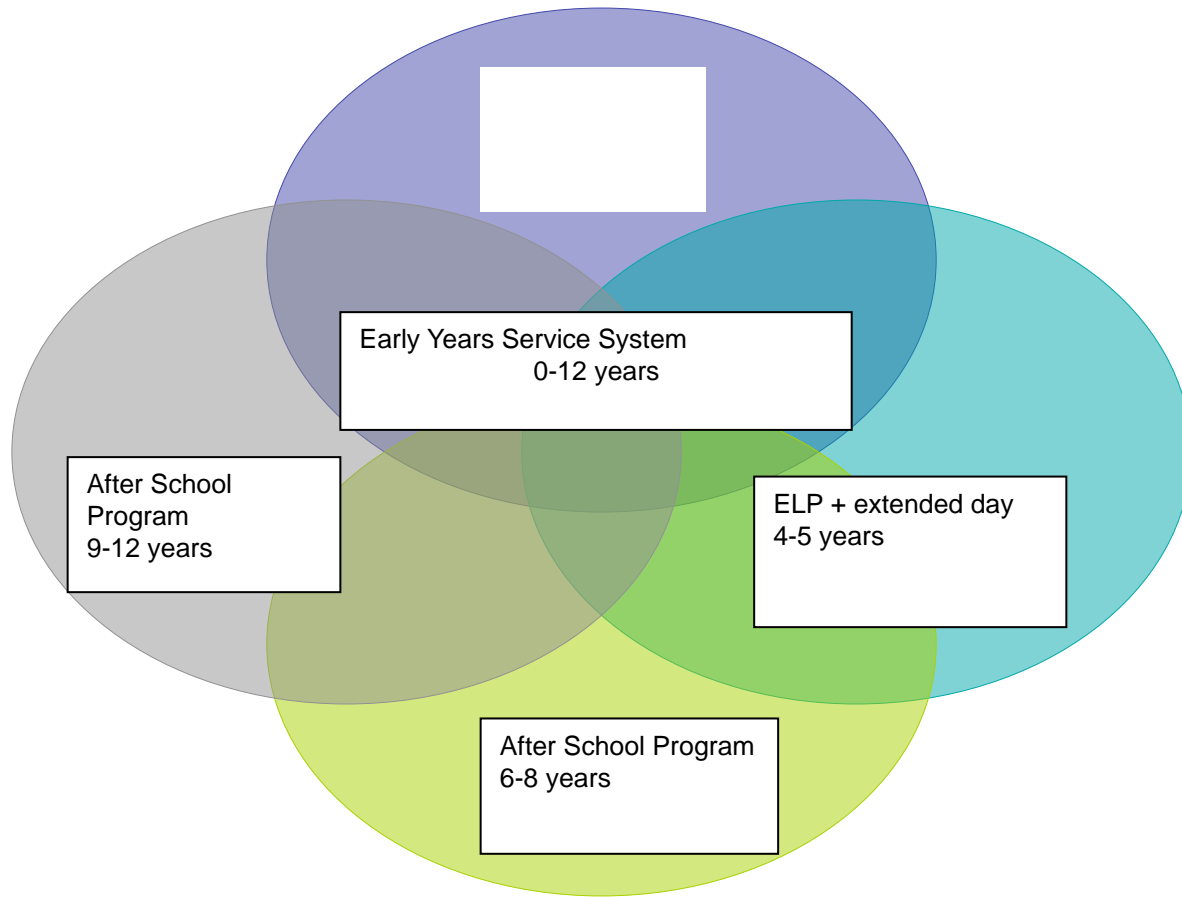 Early Years Service System
0-12 years
After School
Program
9-12 years
ELP + extended day
4-5 years
After School Program
6-8 years